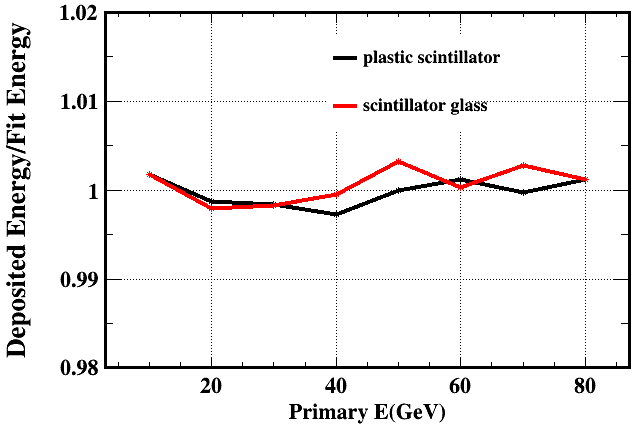 1.02
1.01
1
0.99
0.98
Deposited Energy/Fit Energy
plastic scintillator
scintillator glass
20 40 60 80
Primary E(GeV)